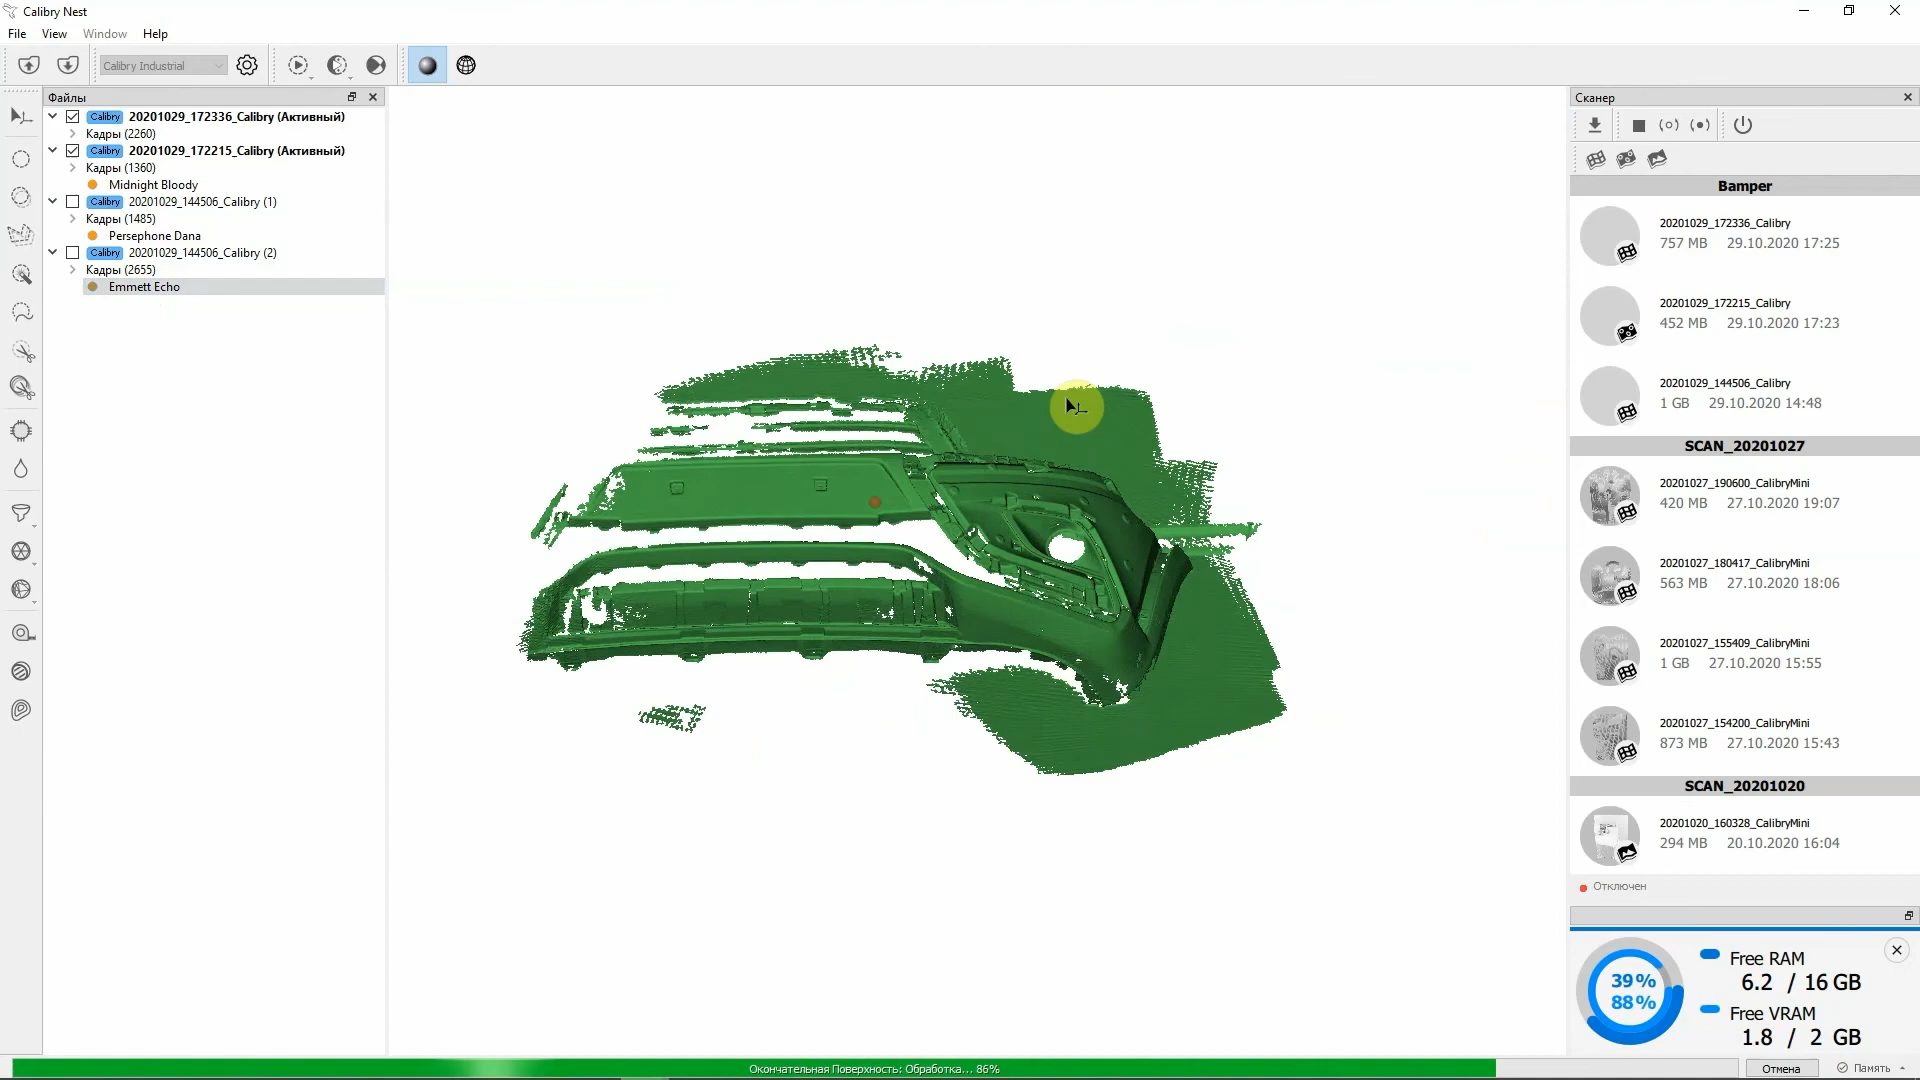 Calibry Nest
File View Window Help
Calibry Industrial
Файлы
Calibry 20201029_172336_Calibry (Активный)
Кадры (2260)
Calibry 20201029_172215_Calibry (Активный)
Кадры (1360)
Midnight Bloody
Calibry 20201029_144506_Calibry (1)
Кадры (1485)
Persephone Dana
Calibry 20201029_144506_Calibry (2)
Кадры (2655)
Emmett Echo
Сканер
Bamper
20201029_172336_Calibry
757 MB 29.10.2020 17:25
20201029_172215_Calibry
452 MB 29.10.2020 17:23
20201029_144506_Calibry
1 GB 29.10.2020 14:48
SCAN_20201027
20201027_190600_CalibryMini
420 MB 27.10.2020 19:07
20201027_180417_CalibryMini
563 MB 27.10.2020 18:06
20201027_155409_CalibryMini
1 GB 27.10.2020 15:55
20201027_154200_CalibryMini
873 MB 27.10.2020 15:43
SCAN_20201020
20201020_160328_CalibryMini
294 MB 20.10.2020 16:04
Отключен
39%
88%
Free RAM
6.2 / 16 GB
Free VRAM
1.8 / 2 GB
Окончательная Поверхность: Обработка... 86%
Отмена
Память